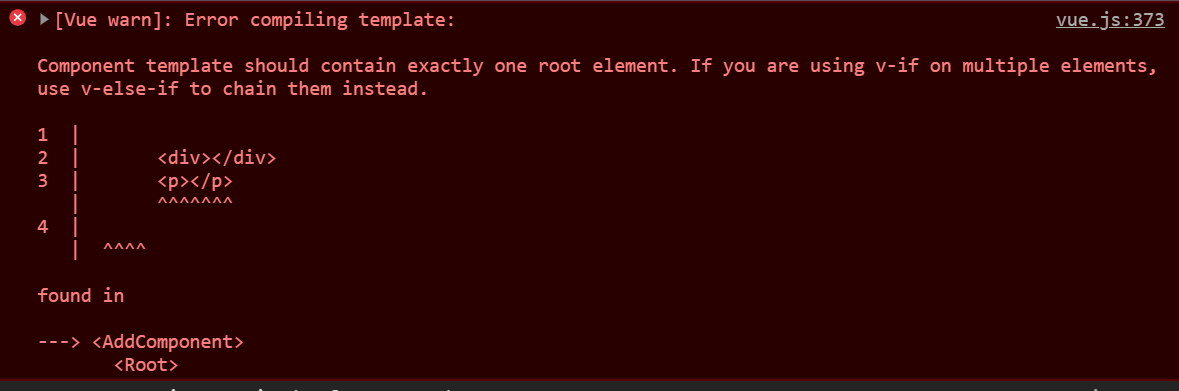 [Vue warn]: Error compiling template: vue.js:373
Component template should contain exactly one root element. If you are using v-if on multiple elements,
use v-else-if to chain them instead.
1 |
2 | <div></div>
3 | <p></p>
| ^^^^^^^
4 |
| ^^^^
found in
---> <AddComponent>
<Root>